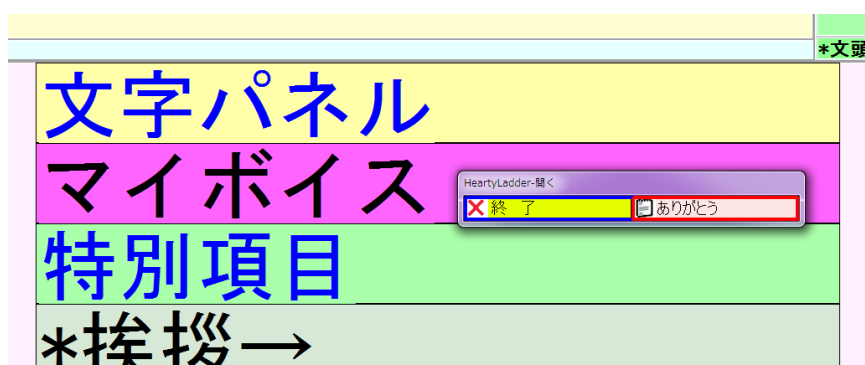 *文頭
文字パネル
マイボイス
HeartyLadder-開く
終 了
ありがとう
特別項目
*挨拶→